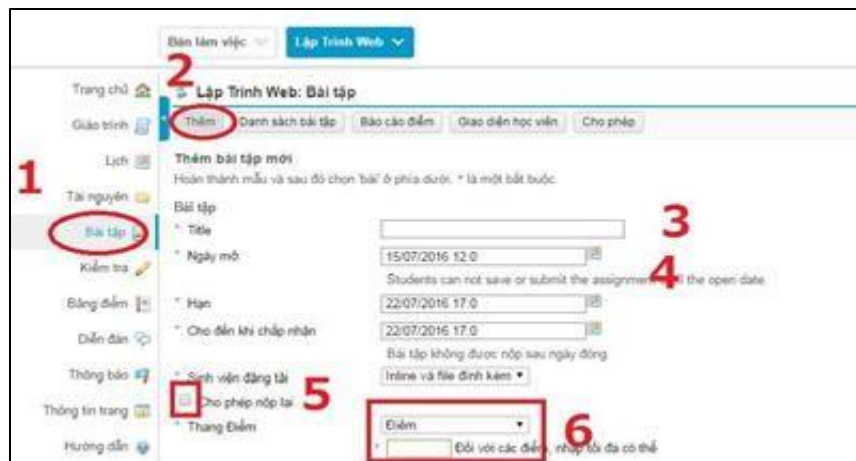 Bàn làm việc Lập Trình Web
2
Trang chủ Lập Trình Web: Bài tập
Giáo trình Thêm Danh sách bài tập Báo cáo điểm Giao diện học viên Cho phép
Lịch Thêm bài tập mới
Hoàn thành mẫu và sau đó chọn 'bài' ở phía dưới. * là một bắt buộc.
1
Tài nguyên
Bài tập
Bài tập * Title 3
* Ngày mở 15/07/2016 12:0 4
Kiểm tra Students can not save or submit the assignment the open date.
Bảng điểm * Hạn 22/07/2016 17:0
Diễn đàn * Cho đến khi chấp nhận 22/07/2016 17:0
Bài tập không được nộp sau ngày đóng.
Thông báo * Sinh viên đăng tải Inline và file đính kèm
5
Thông tin trang Cho phép nộp lại
* Thang Điểm Điểm 6
Hướng dẫn * Đối với các điểm, nhập tối đa có thể